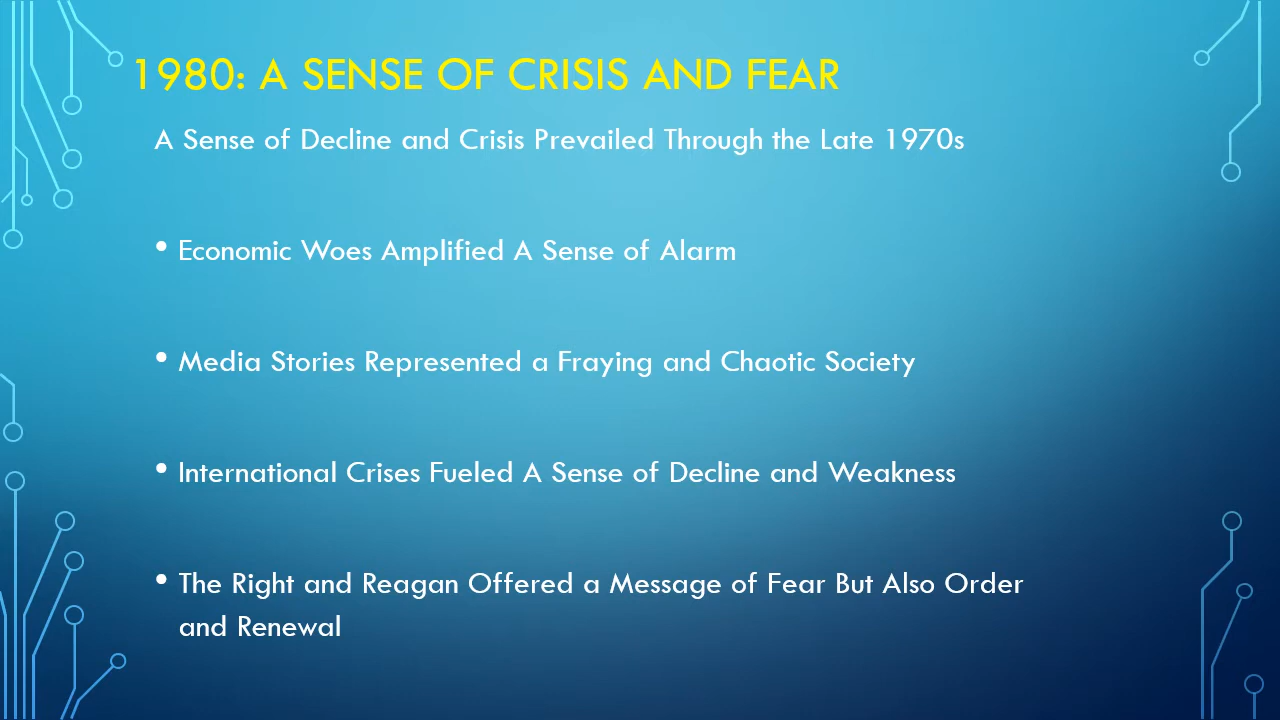 1980: A SENSE OF CRISIS AND FEAR
A Sense of Decline and Crisis Prevailed Through the Late 1970s
• Economic Woes Amplified A Sense of Alarm
• Media Stories Represented a Fraying and Chaotic Society
• International Crises Fueled A Sense of Decline and Weakness
• The Right and Reagan Offered a Message of Fear But Also Order
and Renewal